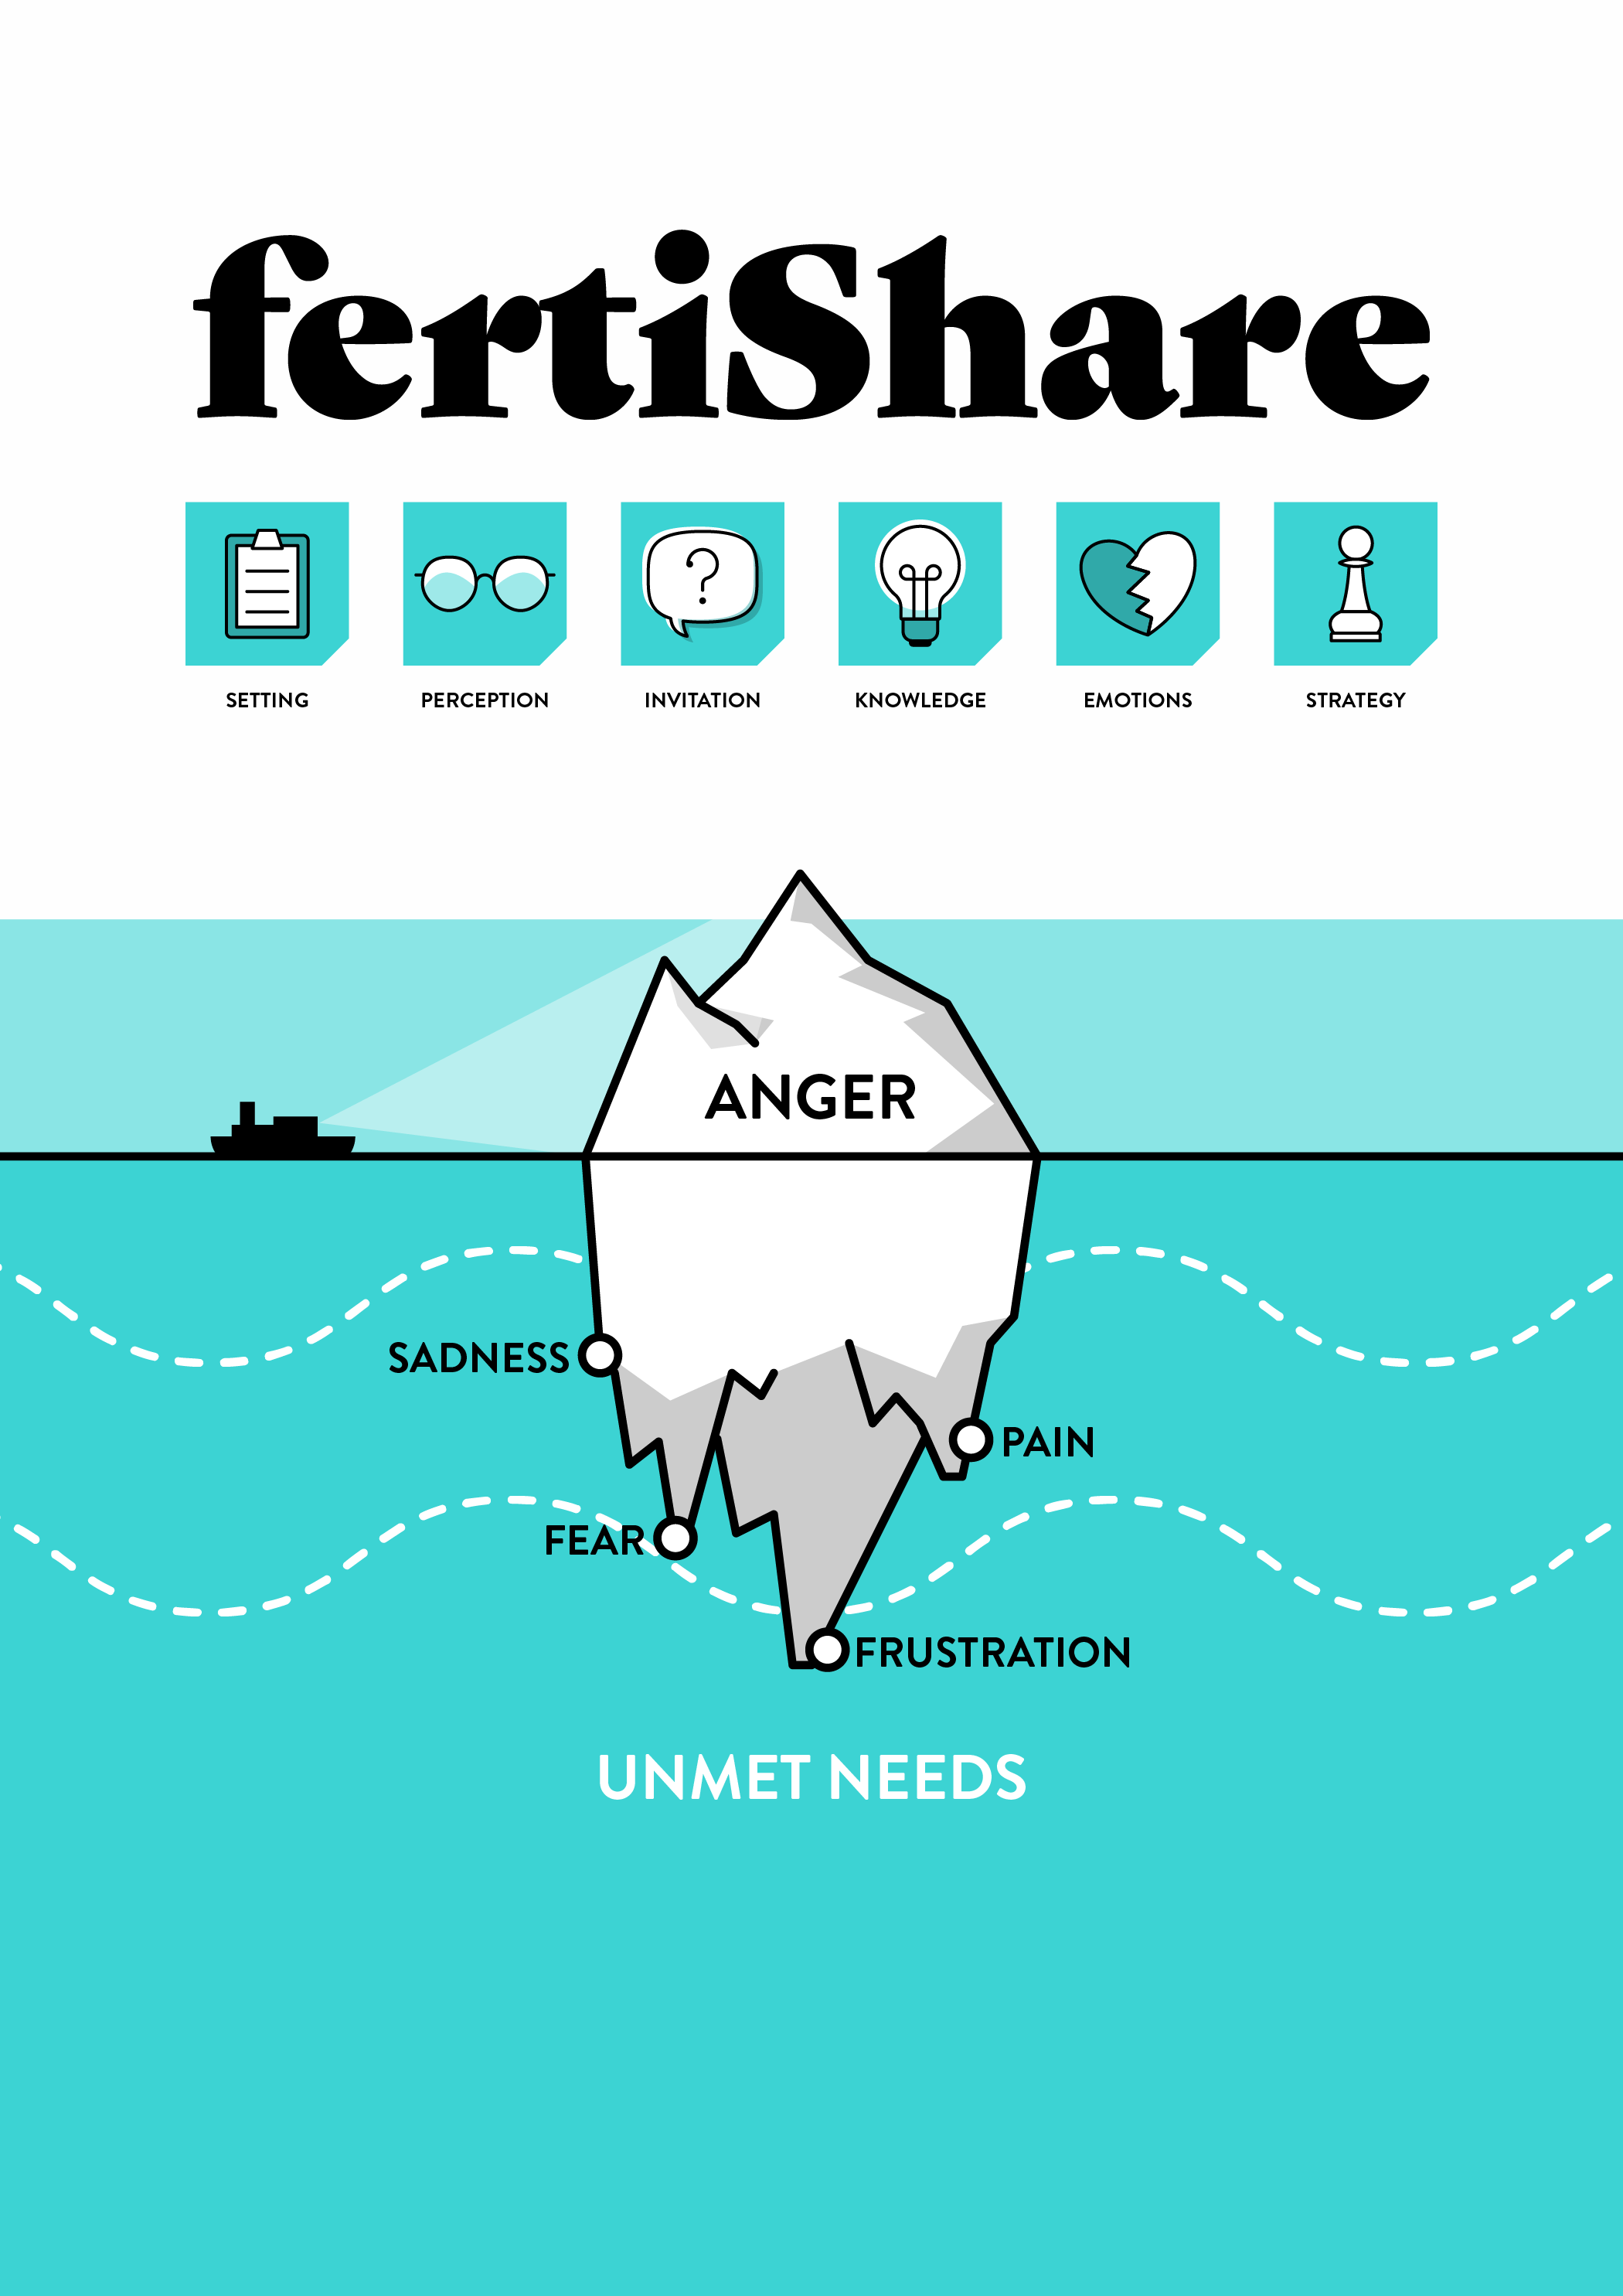 fertiShare
SETTING PERCEPTION INVITATION KNOWLEDGE EMOTIONS STRATEGY
ANGER
SADNESS
PAIN
FEAR
FRUSTRATION
UNMET NEEDS